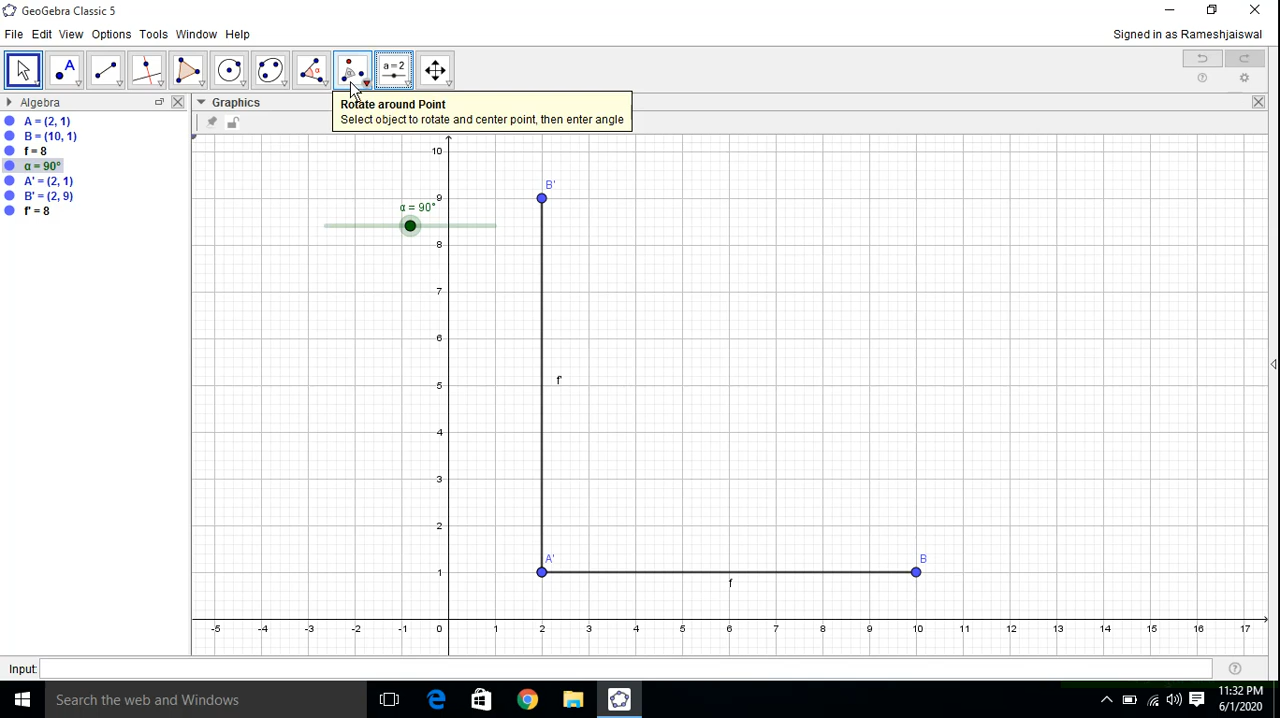 GeoGebra Classic 5
File Edit View Options Tools Window Help
Signed in as Rameshjaiswal
A
α
a = 2
Algebra
Graphics
Rotate around Point
Select object to rotate and center point, then enter angle
A = (2, 1)
B = (10, 1)
f = 8
α = 90°
A' = (2, 1)
B' = (2, 9)
f' = 8
10
9
8
7
6
5
4
3
2
1
B'
α = 90°
f'
A'
B
f
-5 -4 -3 -2 -1 0 1 2 3 4 5 6 7 8 9 10 11 12 13 14 15 16 17
Input:
Search the web and Windows
11:32 PM
6/1/2020